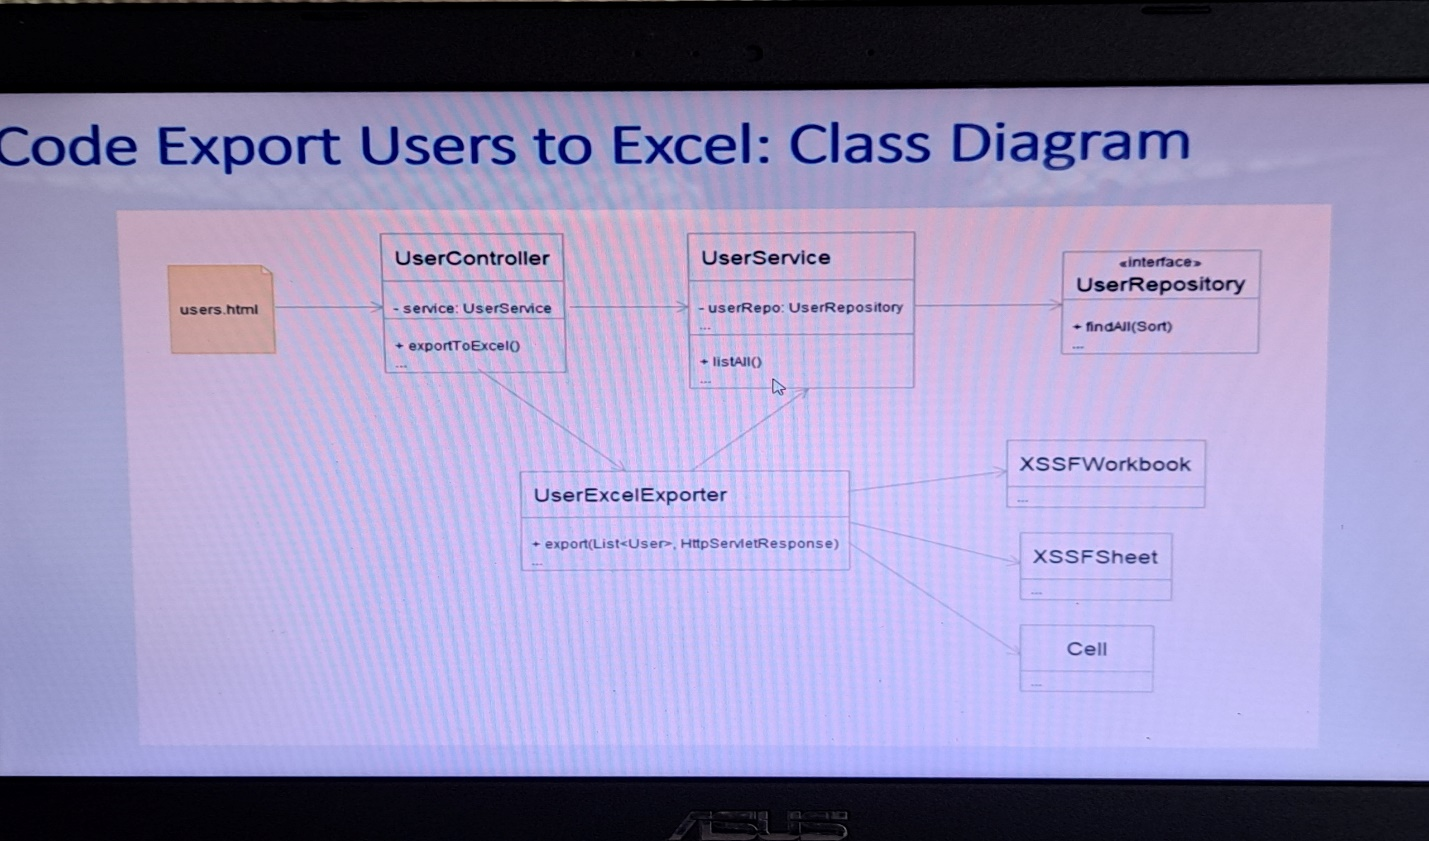 Code Export Users to Excel: Class Diagram
users.html
UserController
- service: UserService
+ exportToExcel()
...
UserService
- userRepo: UserRepository
...
+ listAll()
...
«interface»
UserRepository
+ findAll(Sort)
...
UserExcelExporter
+ export(List<User>, HttpServletResponse)
...
XSSFWorkbook
...
XSSFSheet
...
Cell
...
ASUS